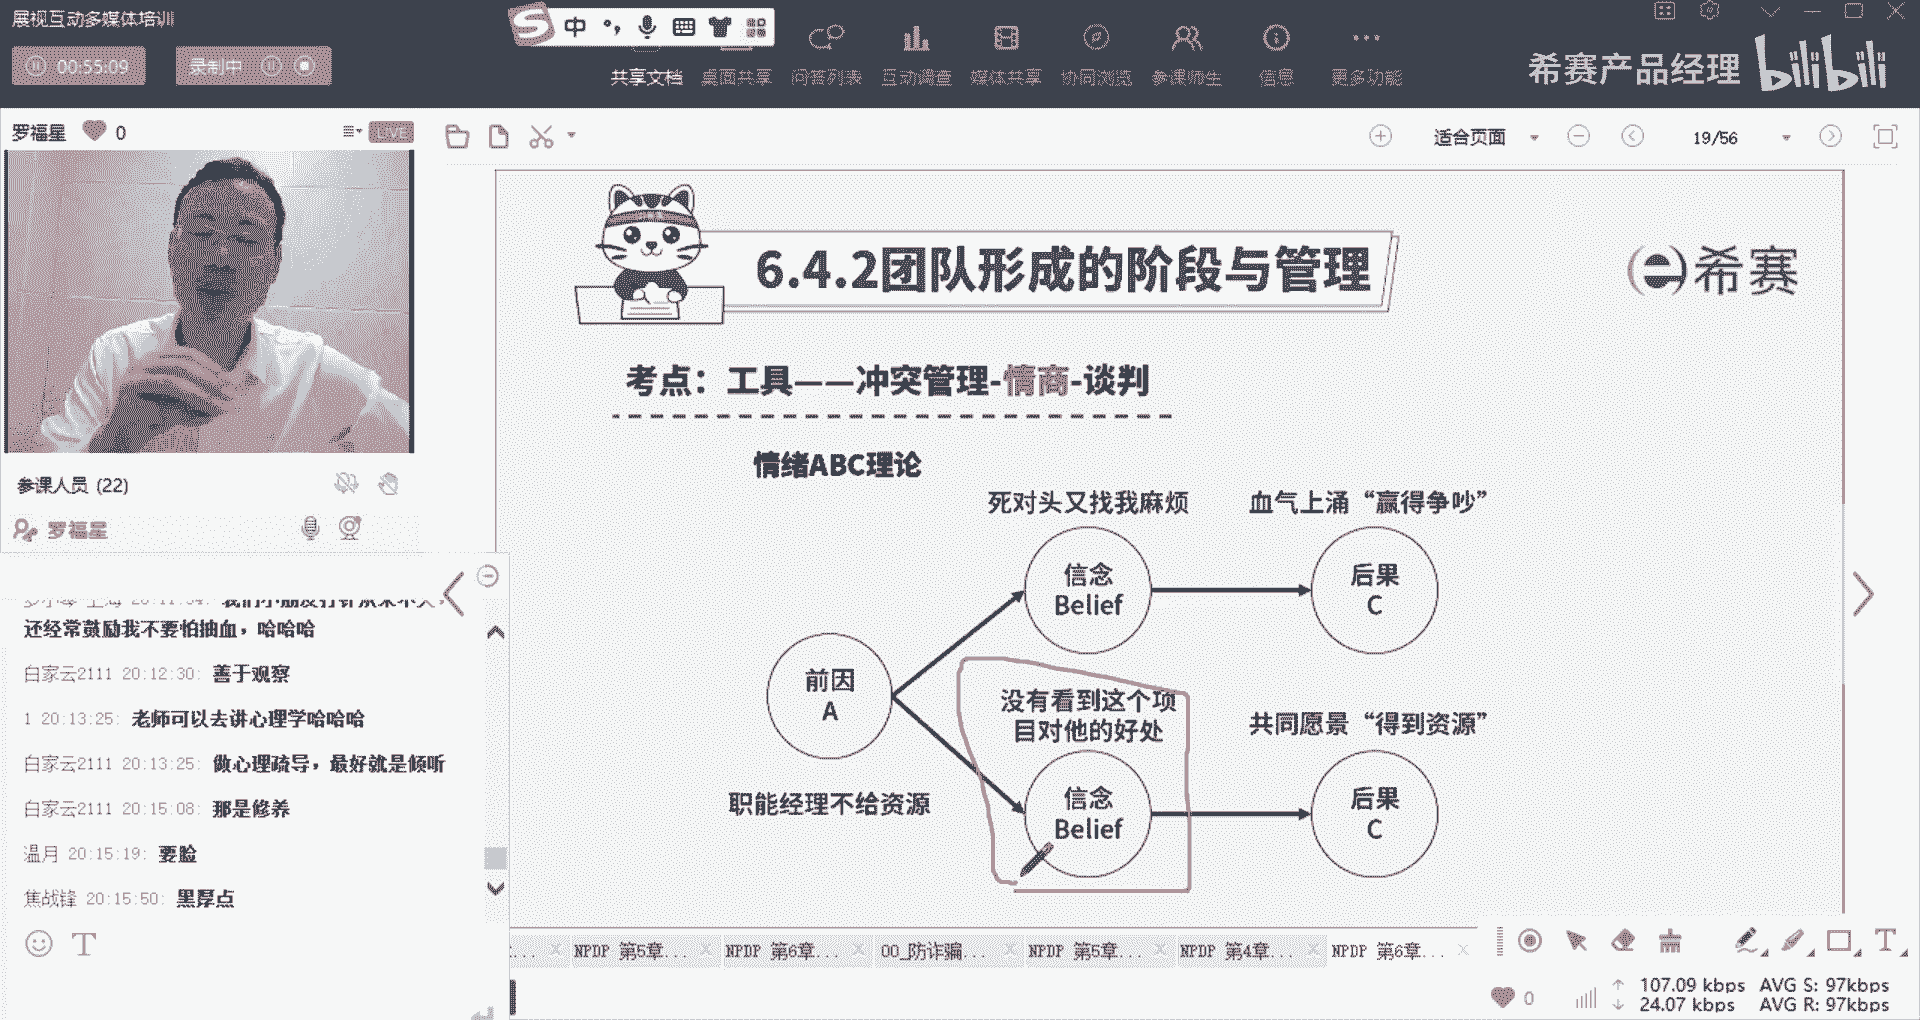 展视互动多媒体培训
00:55:09
录制中
中
共享文档
桌面共享
问答列表
互动调查
媒体共享
协同浏览
参课师生
信息
更多功能
希赛产品经理
bilibili
罗福星 0
LIVE
适合页面
19/56
参课人员 (22)
罗福星
还经常鼓励我不要怕抽血，哈哈哈
白家云2111 20:12:30: 善于观察
1 20:13:25: 老师可以去讲心理学哈哈哈
白家云2111 20:13:25: 做心理疏导，最好就是倾听
白家云2111 20:15:08: 那是修养
温月 20:15:19: 要脸
焦战锋 20:15:50: 黑厚点
6.4.2团队形成的阶段与管理
希赛
考点：工具——冲突管理-情商-谈判
情绪ABC理论
死对头又找我麻烦
血气上涌“赢得争吵”
信念
Belief
后果
C
前因
A
职能经理不给资源
没有看到这个项
目对他的好处
共同愿景“得到资源”
信念
Belief
后果
C
NPDP 第5章...
NPDP 第6章...
00_防诈骗...
NPDP 第5章...
NPDP 第4章...
NPDP 第6章...
0
107.09 kbps AVG S: 97kbps
24.07 kbps AVG R: 97kbps